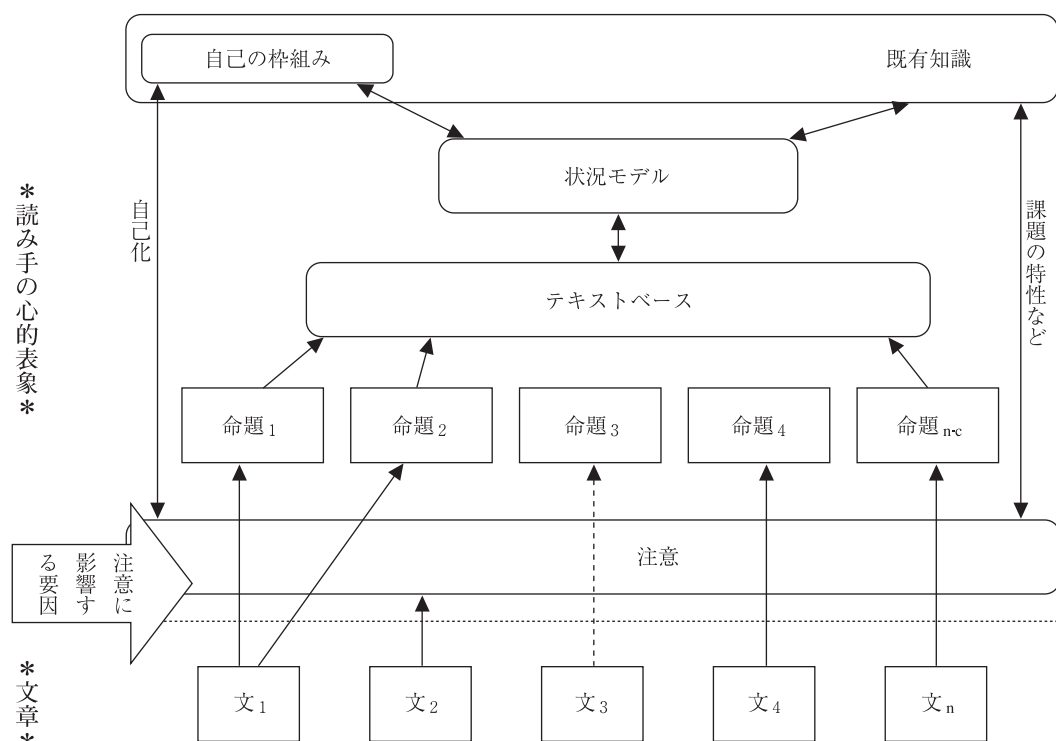 自己の枠組み
既有知識
状況モデル
＊読み手の心的表象＊
自己化
課題の特性など
テキストベース
命題1
命題2
命題3
命題4
命題n-c
注意に
影響す
る要因
注意
＊文章＊
文1
文2
文3
文4
文n